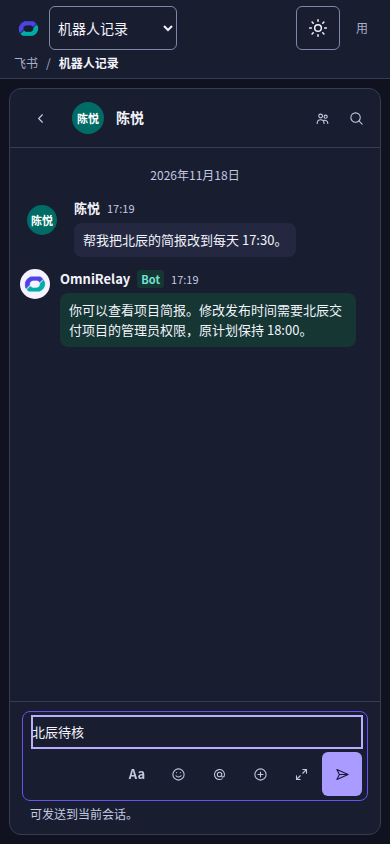 机器人记录
用
飞书 / 机器人记录
陈悦 陈悦
2026年11月18日
陈悦 陈悦 17:19
帮我把北辰的简报改到每天 17:30。
OmniRelay Bot 17:19
你可以查看项目简报。修改发布时间需要北辰交
付项目的管理员权限，原计划保持 18:00。
北辰待核
Aa
可发送到当前会话。